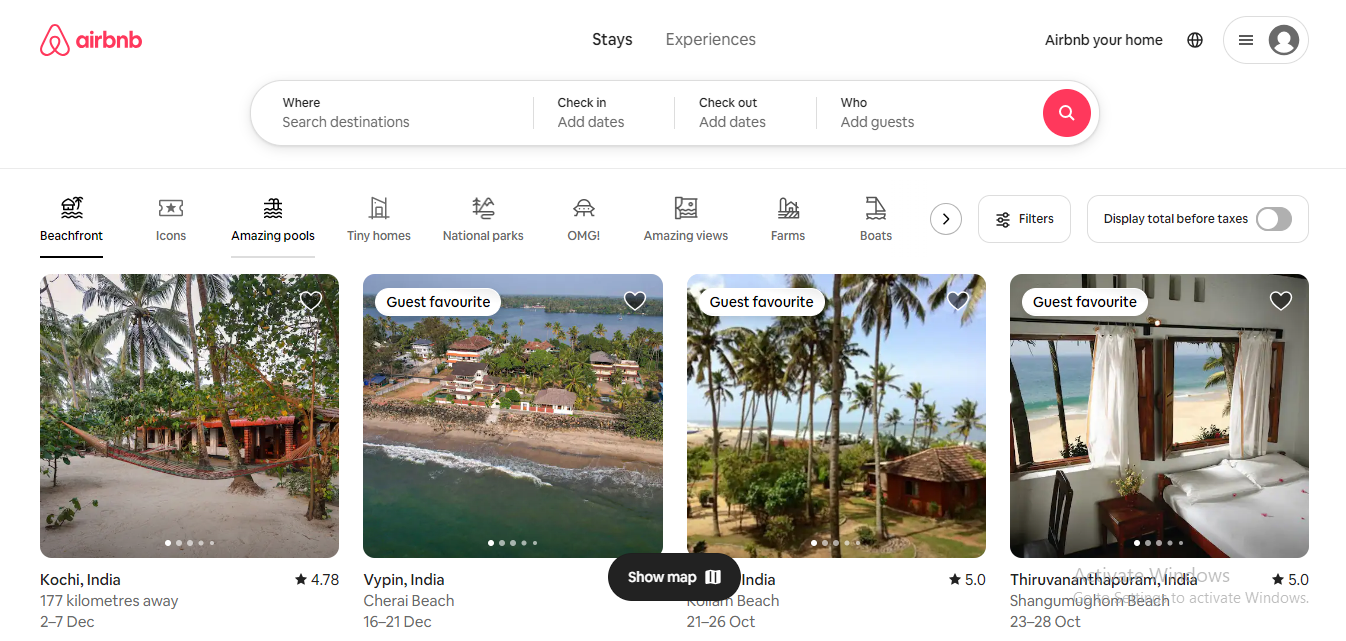 airbnb
Stays Experiences
Airbnb your home
Where
Search destinations
Check in
Add dates
Check out
Add dates
Who
Add guests
Beachfront
Icons
Amazing pools
Tiny homes
National parks
OMG!
Amazing views
Farms
Boats
Filters
Display total before taxes
Guest favourite
Guest favourite
Guest favourite
Kochi, India 4.78
177 kilometres away
2–7 Dec
Vypin, India
Cherai Beach
16–21 Dec
Show map
India 5.0
Kollam Beach
21–26 Oct
Thiruvananthapuram, India 5.0
Shangumughom Beach
23–28 Oct
Activate Windows
Go to Settings to activate Windows.